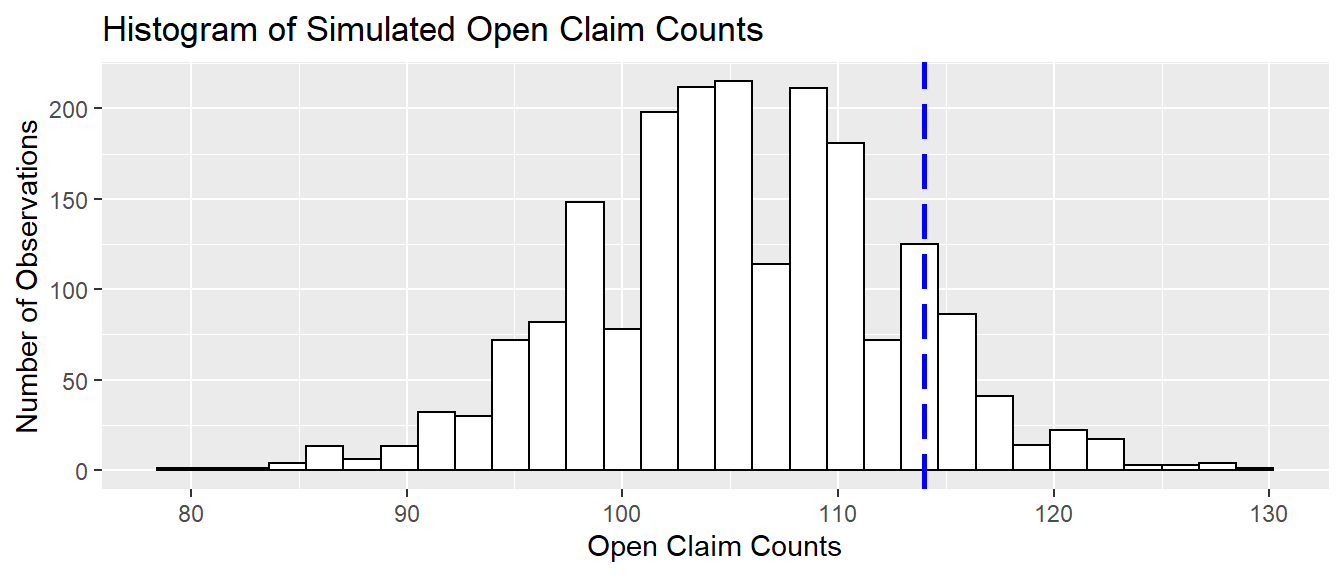 Histogram of Simulated Open Claim Counts
Number of Observations
200
150
100
50
0
80 90 100 110 120 130
Open Claim Counts